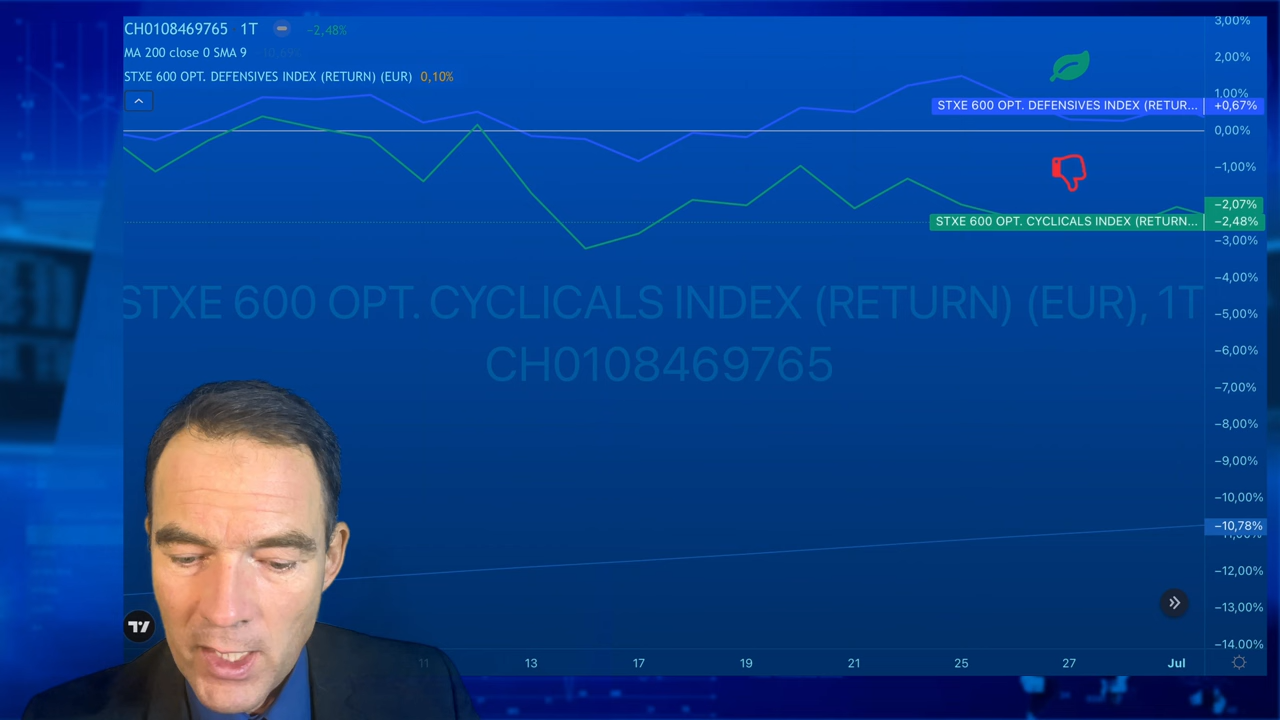 CH0108469765 1T −2,48%
MA 200 close 0 SMA 9 −10,69%
STXE 600 OPT. DEFENSIVES INDEX (RETURN) (EUR) 0,10%
3,00%
2,00%
1,00%
STXE 600 OPT. DEFENSIVES INDEX (RETUR... +0,67%
0,00%
−1,00%
−2,07%
STXE 600 OPT. CYCLICALS INDEX (RETURN... −2,48%
−3,00%
−4,00%
STXE 600 OPT. CYCLICALS INDEX (RETURN) (EUR), 1T
−5,00%
CH0108469765
−6,00%
−7,00%
−8,00%
−9,00%
−10,00%
−10,78%
−12,00%
−13,00%
−14,00%
11 13 17 19 21 25 27 Jul